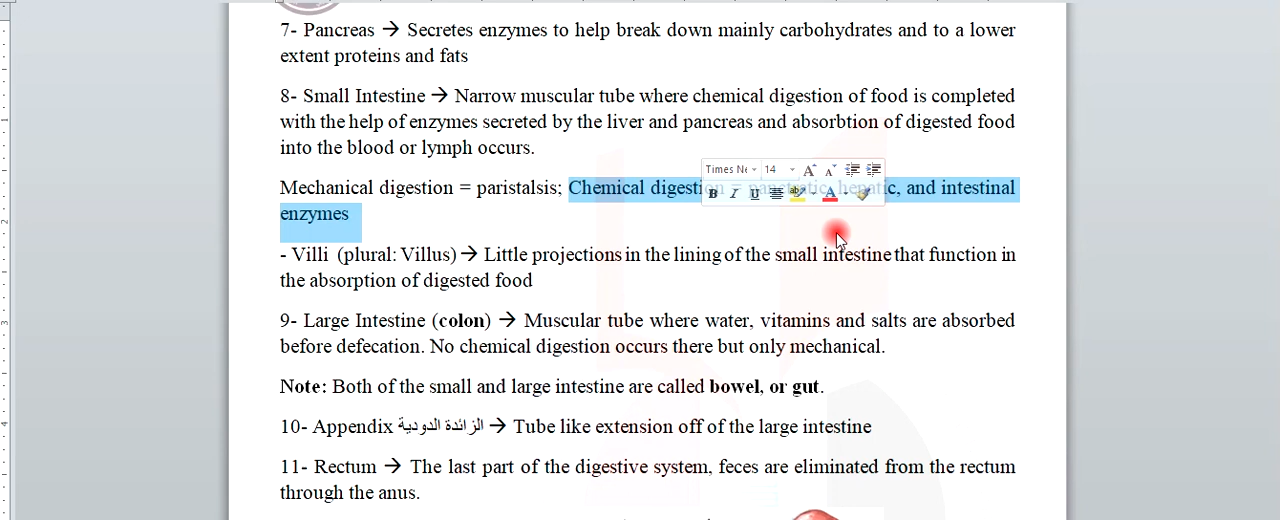 7- Pancreas → Secretes enzymes to help break down mainly carbohydrates and to a lower
extent proteins and fats
8- Small Intestine → Narrow muscular tube where chemical digestion of food is completed
with the help of enzymes secreted by the liver and pancreas and absorbtion of digested food
into the blood or lymph occurs.
Times Ne 14
Mechanical digestion = paristalsis; Chemical digestion = pancreatic, hepatic, and intestinal
B I U A
enzymes
- Villi (plural: Villus) → Little projections in the lining of the small intestine that function in
the absorption of digested food
9- Large Intestine (colon) → Muscular tube where water, vitamins and salts are absorbed
before defecation. No chemical digestion occurs there but only mechanical.
Note: Both of the small and large intestine are called bowel, or gut.
10- Appendix الزائدة الدودية → Tube like extension off of the large intestine
11- Rectum → The last part of the digestive system, feces are eliminated from the rectum
through the anus.